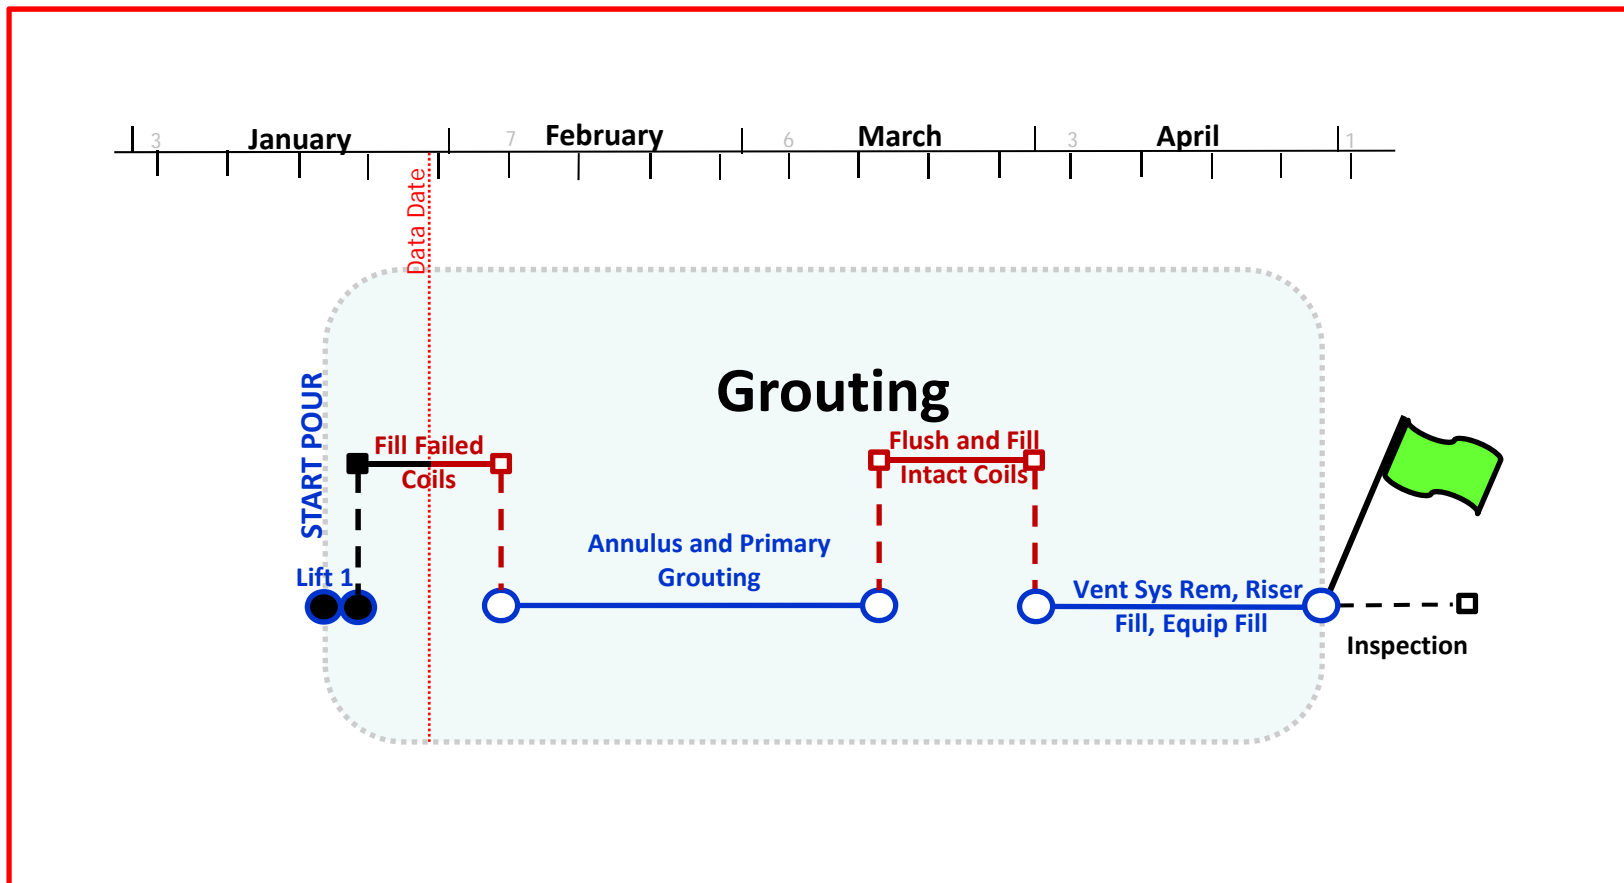 January
February
March
April
3
7
6
3
1
Data Date
Grouting
START POUR
Fill Failed
Coils
Flush and Fill
Intact Coils
Annulus and Primary
Grouting
Lift 1
Vent Sys Rem, Riser
Fill, Equip Fill
Inspection